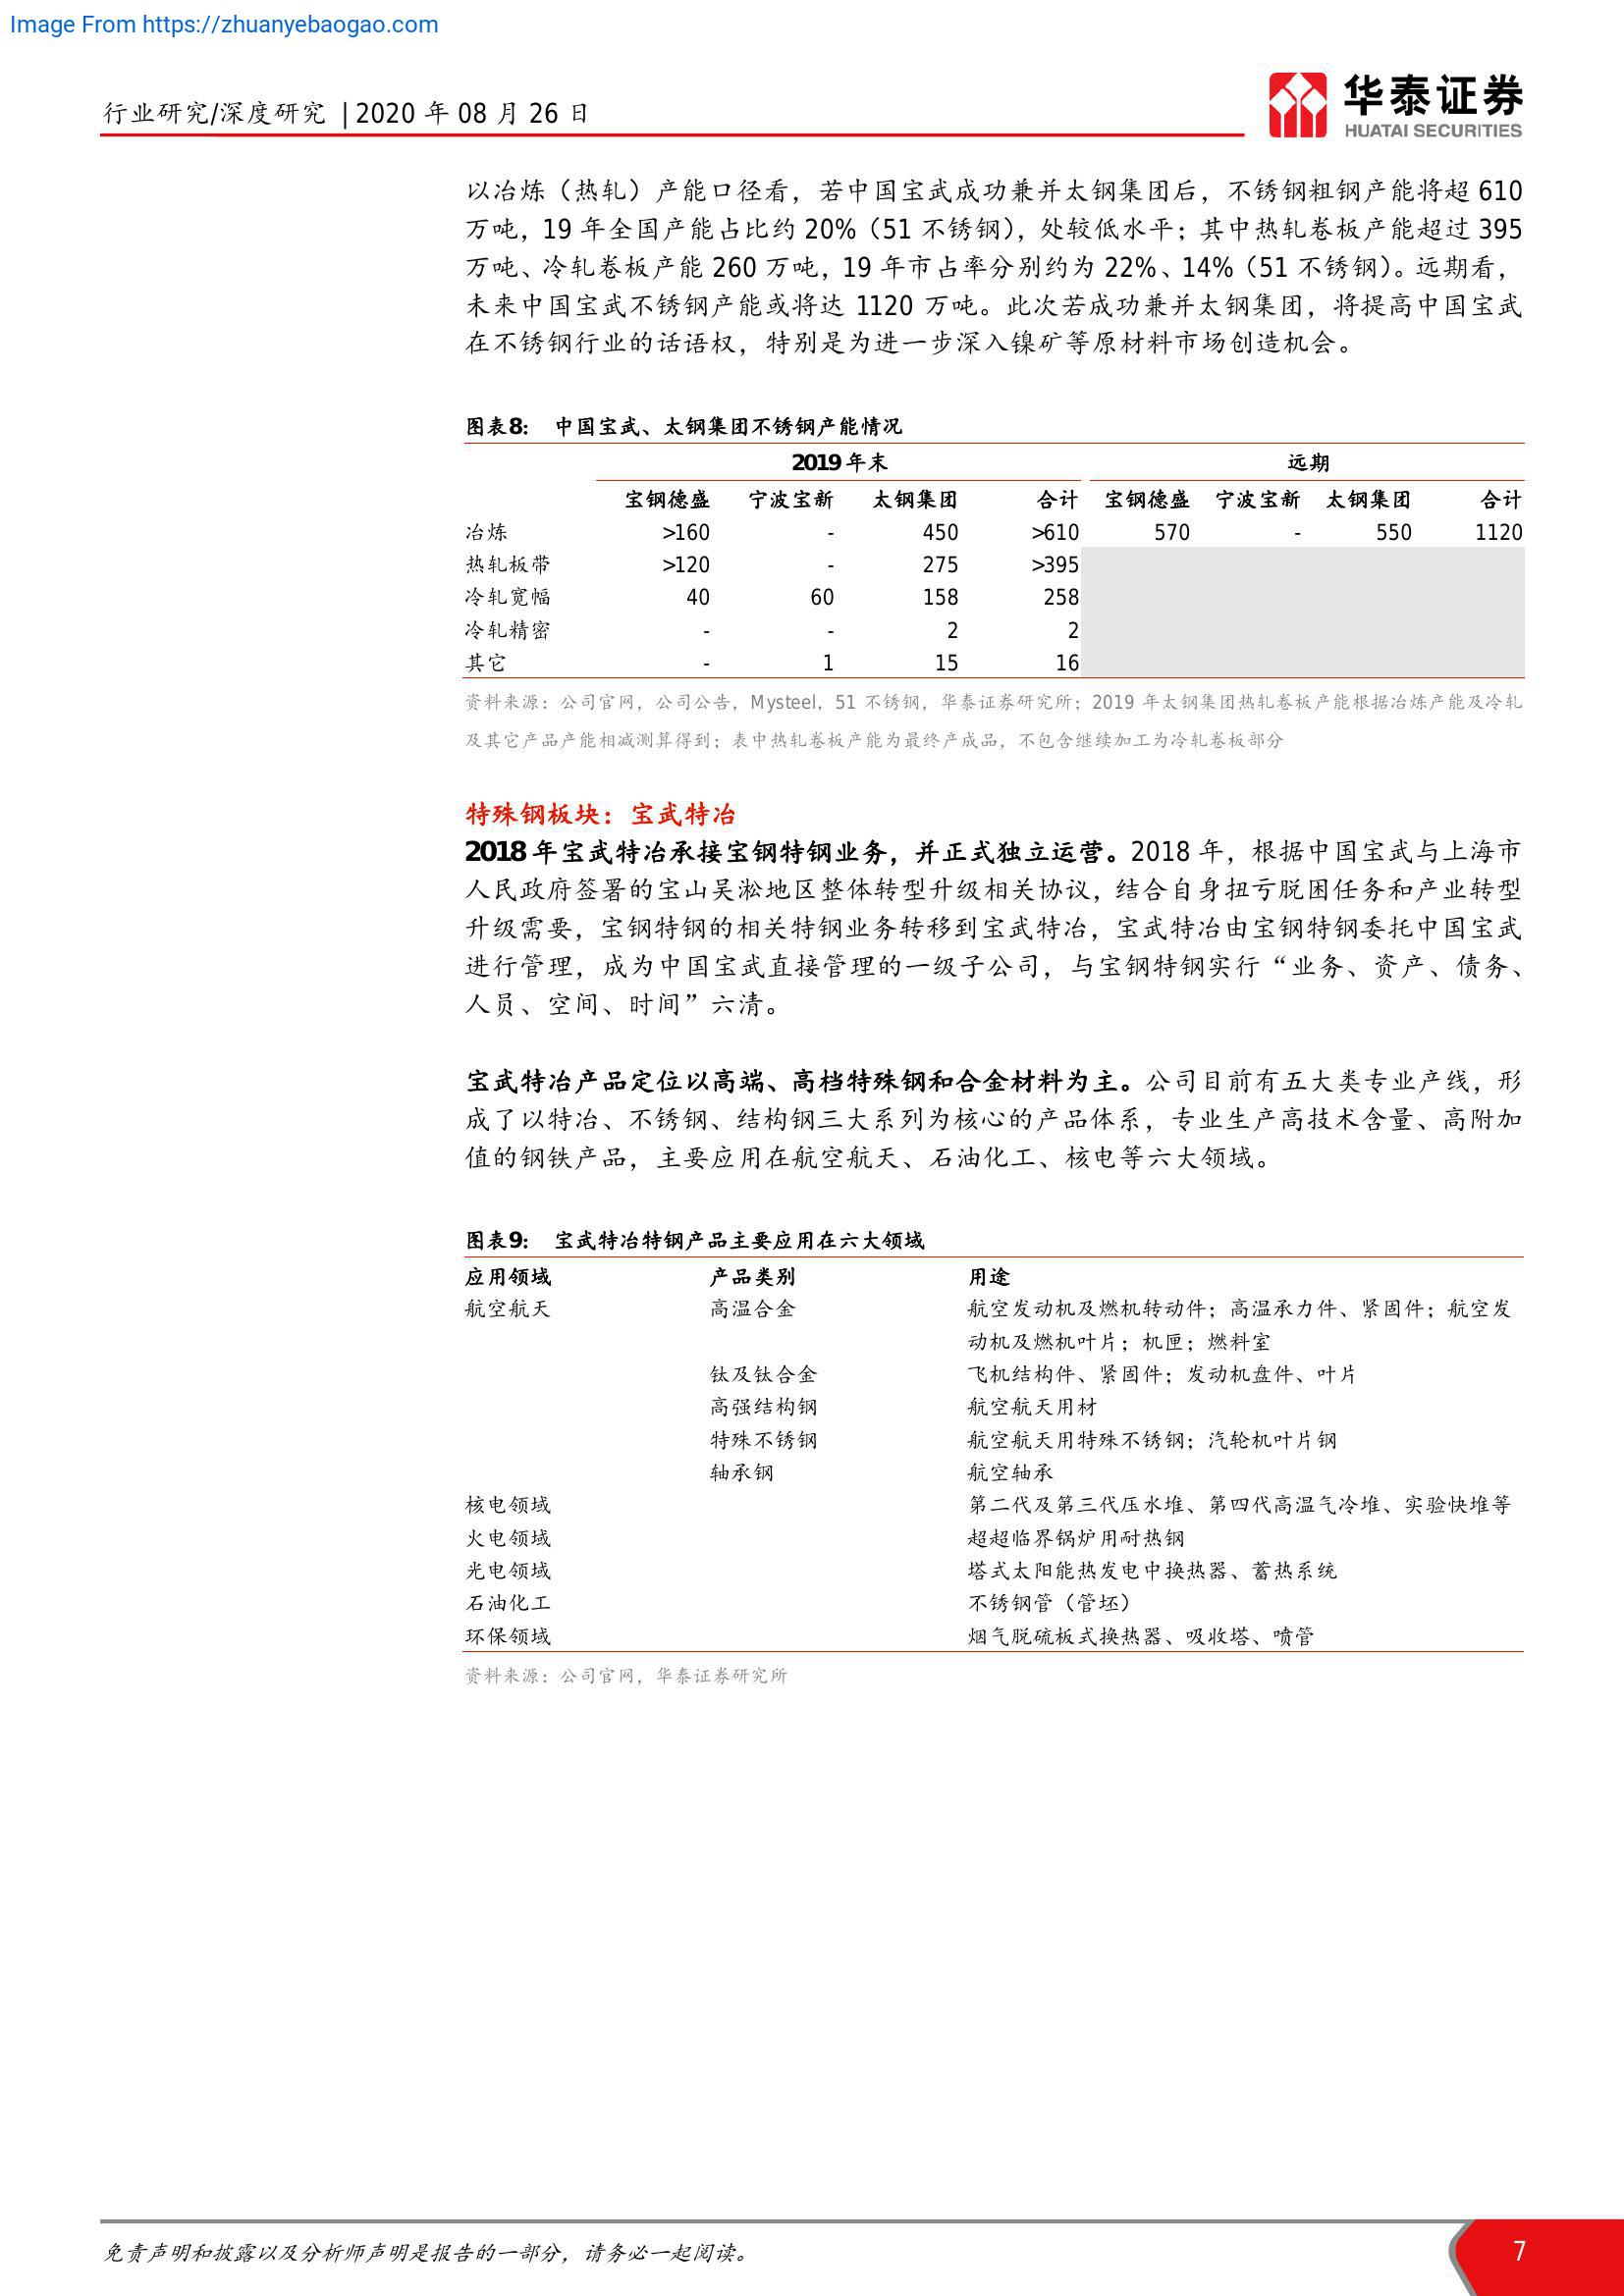 Image From https://zhuanyebaogao.com
行业研究/深度研究 | 2020 年 08 月 26 日
华泰证券
HUATAI SECURITIES
以冶炼（热轧）产能口径看，若中国宝武成功兼并太钢集团后，不锈钢粗钢产能将超 610
万吨，19 年全国产能占比约 20%（51 不锈钢），处较低水平；其中热轧卷板产能超过 395
万吨、冷轧卷板产能 260 万吨，19 年市占率分别约为 22%、14%（51 不锈钢）。远期看，
未来中国宝武不锈钢产能或将达 1120 万吨。此次若成功兼并太钢集团，将提高中国宝武
在不锈钢行业的话语权，特别是为进一步深入镍矿等原材料市场创造机会。
图表8： 中国宝武、太钢集团不锈钢产能情况
2019 年末 远期
宝钢德盛 宁波宝新 太钢集团 合计 宝钢德盛 宁波宝新 太钢集团 合计
冶炼 >160 - 450 >610 570 - 550 1120
热轧板带 >120 - 275 >395
冷轧宽幅 40 60 158 258
冷轧精密 - - 2 2
其它 - 1 15 16
资料来源：公司官网，公司公告，Mysteel，51 不锈钢，华泰证券研究所；2019 年太钢集团热轧卷板产能根据冶炼产能及冷轧
及其它产品产能相减测算得到；表中热轧卷板产能为最终产成品，不包含继续加工为冷轧卷板部分
特殊钢板块：宝武特冶
2018 年宝武特冶承接宝钢特钢业务，并正式独立运营。2018 年，根据中国宝武与上海市
人民政府签署的宝山吴淞地区整体转型升级相关协议，结合自身扭亏脱困任务和产业转型
升级需要，宝钢特钢的相关特钢业务转移到宝武特冶，宝武特冶由宝钢特钢委托中国宝武
进行管理，成为中国宝武直接管理的一级子公司，与宝钢特钢实行“业务、资产、债务、
人员、空间、时间”六清。
宝武特冶产品定位以高端、高档特殊钢和合金材料为主。公司目前有五大类专业产线，形
成了以特冶、不锈钢、结构钢三大系列为核心的产品体系，专业生产高技术含量、高附加
值的钢铁产品，主要应用在航空航天、石油化工、核电等六大领域。
图表9： 宝武特冶特钢产品主要应用在六大领域
应用领域 产品类别 用途
航空航天 高温合金 航空发动机及燃机转动件；高温承力件、紧固件；航空发
动机及燃机叶片；机匣；燃料室
钛及钛合金 飞机结构件、紧固件；发动机盘件、叶片
高强结构钢 航空航天用材
特殊不锈钢 航空航天用特殊不锈钢；汽轮机叶片钢
轴承钢 航空轴承
核电领域 第二代及第三代压水堆、第四代高温气冷堆、实验快堆等
火电领域 超超临界锅炉用耐热钢
光电领域 塔式太阳能热发电中换热器、蓄热系统
石油化工 不锈钢管（管坯）
环保领域 烟气脱硫板式换热器、吸收塔、喷管
资料来源：公司官网，华泰证券研究所
免责声明和披露以及分析师声明是报告的一部分，请务必一起阅读。
7